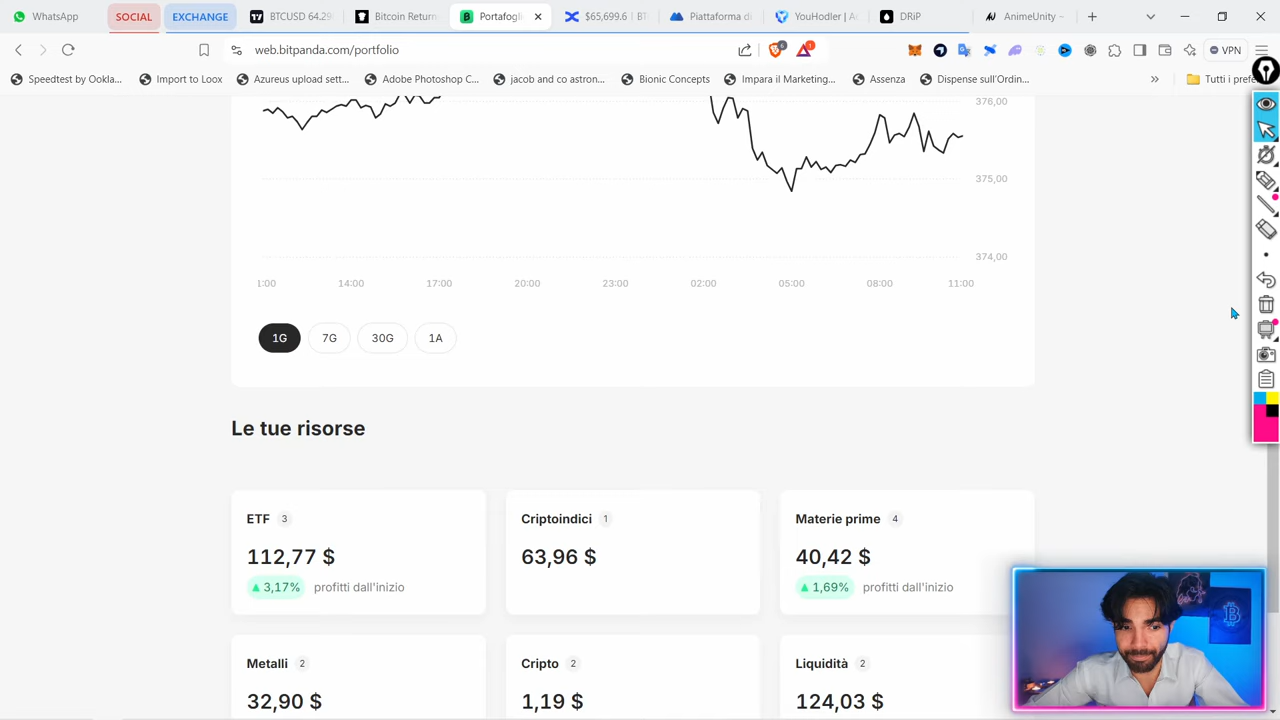 WhatsApp SOCIAL EXCHANGE BTCUSD 64.29 Bitcoin Return Portafogli $65,699.6 | BT Piattaforma d YouHodler | Ac DRiP AnimeUnity ~
web.bitpanda.com/portfolio 6 1 VPN
Speedtest by Ookla... Import to Loox Azureus upload sett... Adobe Photoshop C... jacob and co astron... Bionic Concepts Impara il Marketing... Assenza Dispense sull'Ordin... » Tutti i prefe
376,00
375,00
374,00
1:00 14:00 17:00 20:00 23:00 02:00 05:00 08:00 11:00
1G 7G 30G 1A
Le tue risorse
ETF 3 Criptoindici 1 Materie prime 4
112,77 $ 63,96 $ 40,42 $
3,17% profitti dall'inizio 1,69% profitti dall'inizio
Metalli 2 Cripto 2 Liquidità 2
32,90 $ 1,19 $ 124,03 $